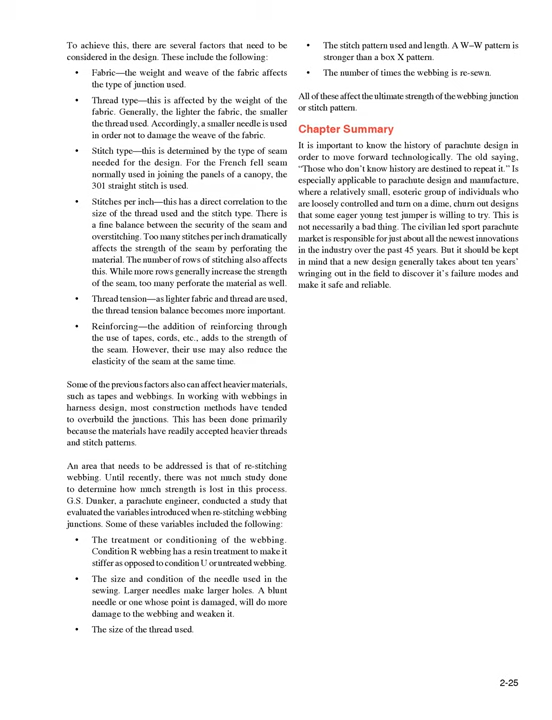 To achieve this, there are several factors that need to be
considered in the design. These include the following:
• Fabric—the weight and weave of the fabric affects
the type of junction used.
• Thread type—this is affected by the weight of the
fabric. Generally, the lighter the fabric, the smaller
the thread used. Accordingly, a smaller needle is used
in order not to damage the weave of the fabric.
• Stitch type—this is determined by the type of seam
needed for the design. For the French fell seam
normally used in joining the panels of a canopy, the
301 straight stitch is used.
• Stitches per inch—this has a direct correlation to the
size of the thread used and the stitch type. There is
a fine balance between the security of the seam and
overstitching. Too many stitches per inch dramatically
affects the strength of the seam by perforating the
material. The number of rows of stitching also affects
this. While more rows generally increase the strength
of the seam, too many perforate the material as well.
• Thread tension—as lighter fabric and thread are used,
the thread tension balance becomes more important.
• Reinforcing—the addition of reinforcing through
the use of tapes, cords, etc., adds to the strength of
the seam. However, their use may also reduce the
elasticity of the seam at the same time.
Some of the previous factors also can affect heavier materials,
such as tapes and webbings. In working with webbings in
harness design, most construction methods have tended
to overbuild the junctions. This has been done primarily
because the materials have readily accepted heavier threads
and stitch patterns.
An area that needs to be addressed is that of re-stitching
webbing. Until recently, there was not much study done
to determine how much strength is lost in this process.
G.S. Dunker, a parachute engineer, conducted a study that
evaluated the variables introduced when re-stitching webbing
junctions. Some of these variables included the following:
• The treatment or conditioning of the webbing.
Condition R webbing has a resin treatment to make it
stiffer as opposed to condition U or untreated webbing.
• The size and condition of the needle used in the
sewing. Larger needles make larger holes. A blunt
needle or one whose point is damaged, will do more
damage to the webbing and weaken it.
• The size of the thread used.
• The stitch pattern used and length. A W–W pattern is
stronger than a box X pattern.
• The number of times the webbing is re-sewn.
All of these affect the ultimate strength of the webbing junction
or stitch pattern.
Chapter Summary
It is important to know the history of parachute design in
order to move forward technologically. The old saying,
“Those who don’t know history are destined to repeat it.” Is
especially applicable to parachute design and manufacture,
where a relatively small, esoteric group of individuals who
are loosely controlled and turn on a dime, churn out designs
that some eager young test jumper is willing to try. This is
not necessarily a bad thing. The civilian led sport parachute
market is responsible for just about all the newest innovations
in the industry over the past 45 years. But it should be kept
in mind that a new design generally takes about ten years’
wringing out in the field to discover it’s failure modes and
make it safe and reliable.
2-25